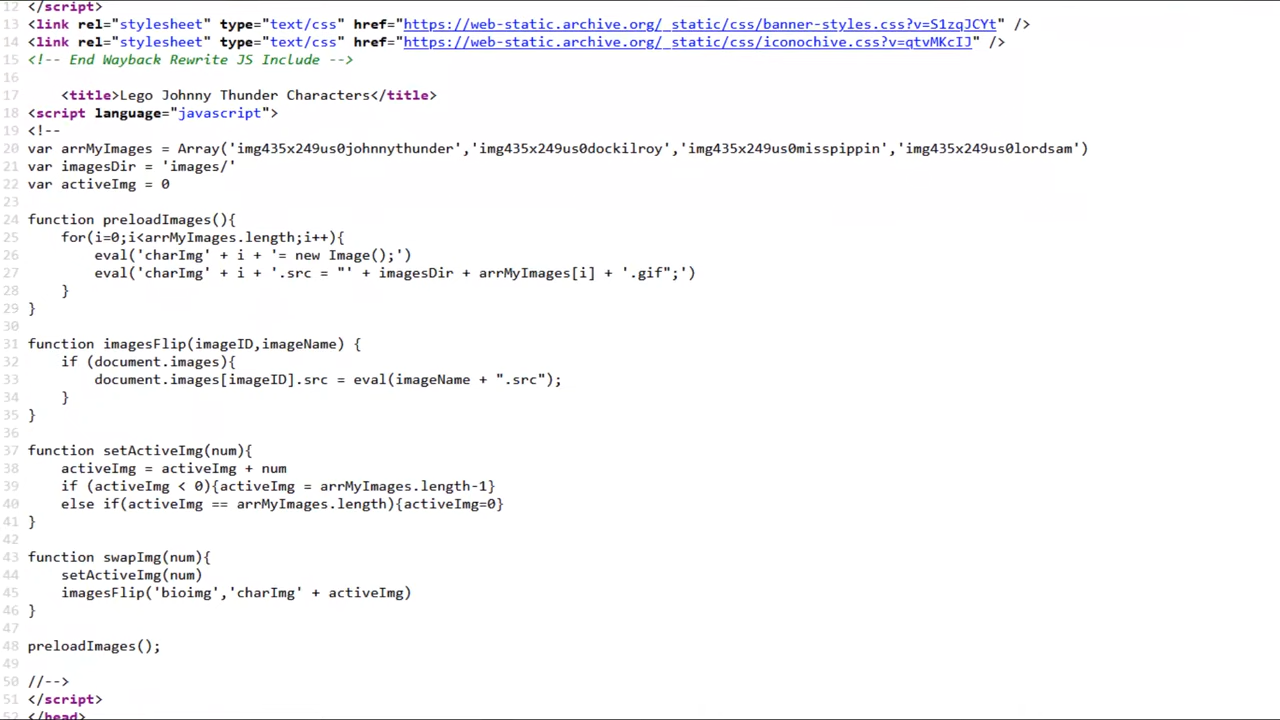 12 </script>
13 <link rel="stylesheet" type="text/css" href="https://web-static.archive.org/_static/css/banner-styles.css?v=S1zqJCYt" />
14 <link rel="stylesheet" type="text/css" href="https://web-static.archive.org/_static/css/iconochive.css?v=qtvMKcIJ" />
15 <!-- End Wayback Rewrite JS Include -->
16
17     <title>Lego Johnny Thunder Characters</title>
18 <script language="javascript">
19 <!--
20 var arrMyImages = Array('img435x249us0johnnythunder','img435x249us0dockilroy','img435x249us0misspippin','img435x249us0lordsam')
21 var imagesDir = 'images/'
22 var activeImg = 0
23
24 function preloadImages(){
25     for(i=0;i<arrMyImages.length;i++){
26         eval('charImg' + i + '= new Image();')
27         eval('charImg' + i + '.src = "' + imagesDir + arrMyImages[i] + '.gif";')
28     }
29 }
30
31 function imagesFlip(imageID,imageName) {
32     if (document.images){
33         document.images[imageID].src = eval(imageName + ".src");
34     }
35 }
36
37 function setActiveImg(num){
38     activeImg = activeImg + num
39     if (activeImg < 0){activeImg = arrMyImages.length-1}
40     else if(activeImg == arrMyImages.length){activeImg=0}
41 }
42
43 function swapImg(num){
44     setActiveImg(num)
45     imagesFlip('bioimg','charImg' + activeImg)
46 }
47
48 preloadImages();
49
50 //-->
51 </script>
52 </head>